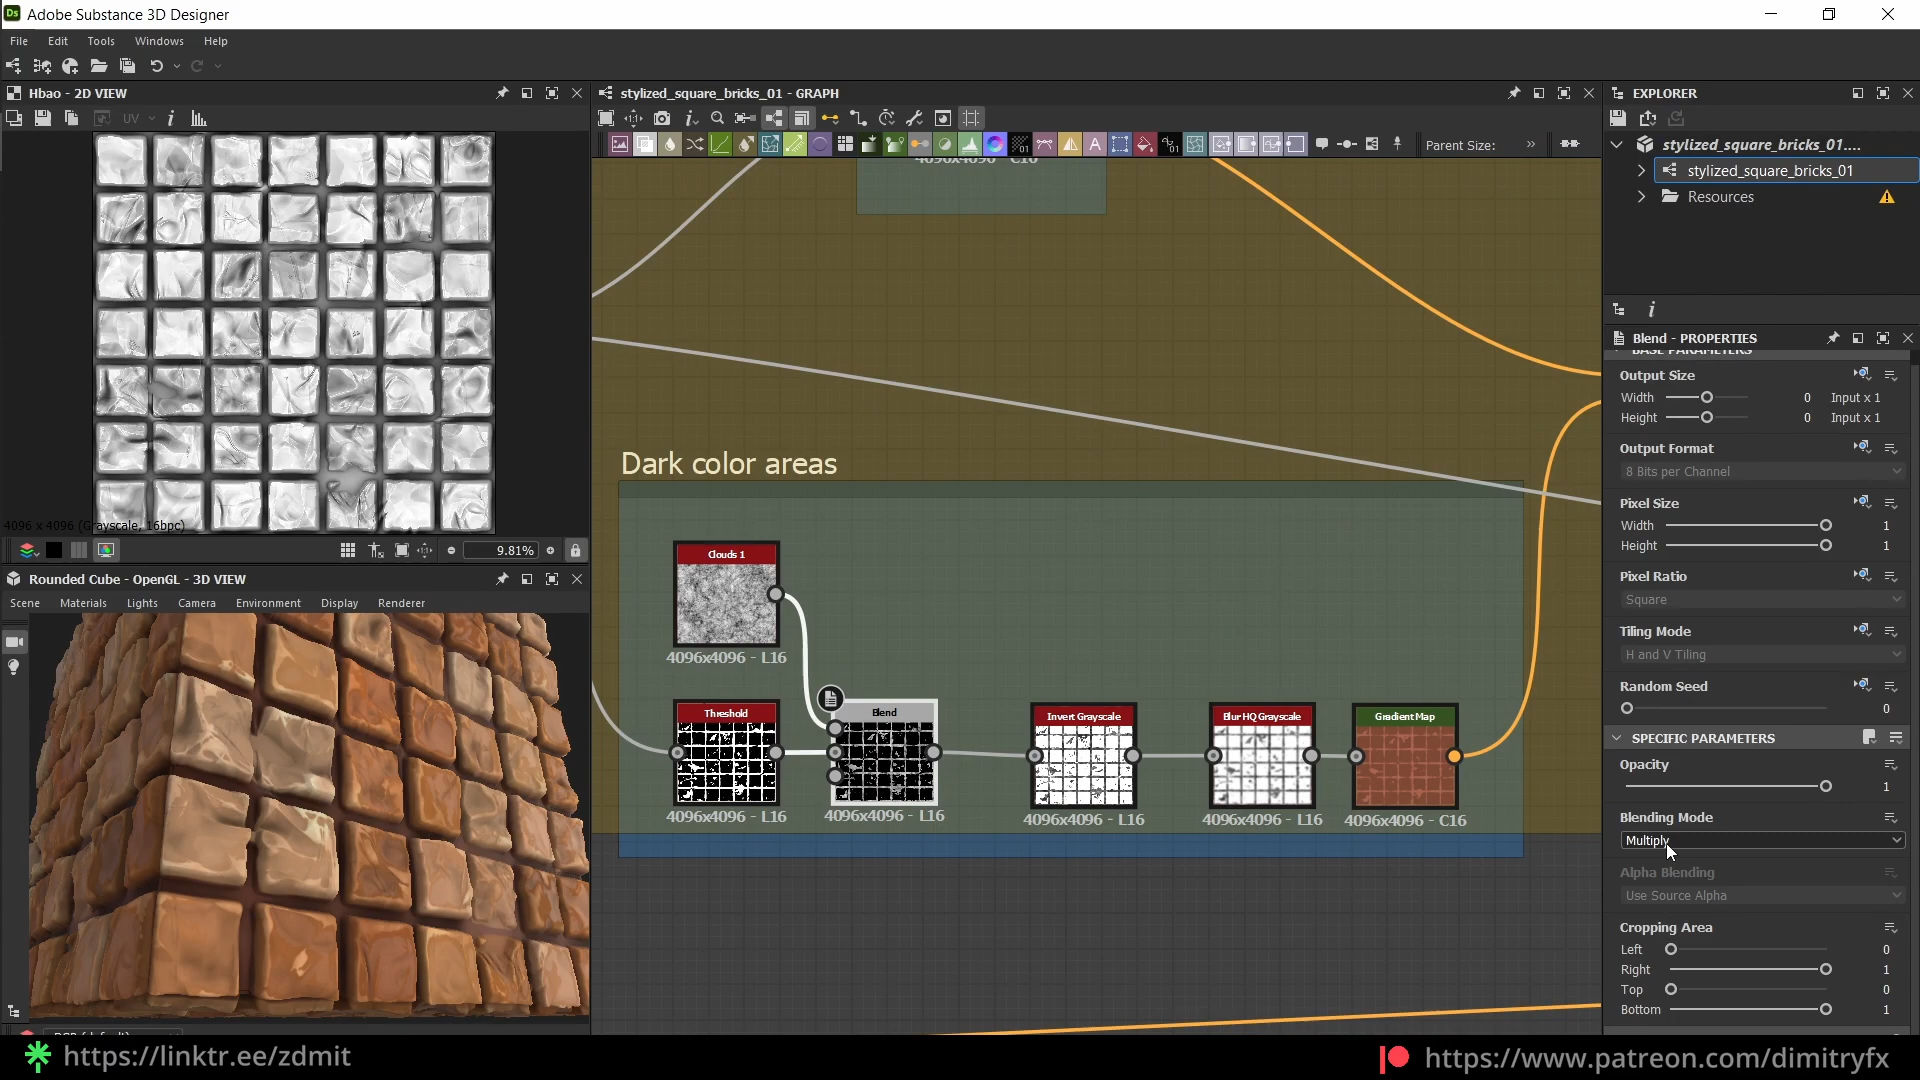 Adobe Substance 3D Designer
File Edit Tools Windows Help
Hbao - 2D VIEW
UV
4096 x 4096 (Grayscale, 16bpc)
9.81%
Rounded Cube - OpenGL - 3D VIEW
Scene Materials Lights Camera Environment Display Renderer
stylized_square_bricks_01 - GRAPH
Parent Size:
Dark color areas
Clouds 1
4096x4096 - L16
Threshold
4096x4096 - L16
Blend
4096x4096 - L16
Invert Grayscale
4096x4096 - L16
Blur HQ Grayscale
4096x4096 - L16
Gradient Map
4096x4096 - C16
EXPLORER
stylized_square_bricks_01....
stylized_square_bricks_01
Resources
Blend - PROPERTIES
BASE PARAMETERS
Output Size
Width 0 Input x 1
Height 0 Input x 1
Output Format
8 Bits per Channel
Pixel Size
Width 1
Height 1
Pixel Ratio
Square
Tiling Mode
H and V Tiling
Random Seed
0
SPECIFIC PARAMETERS
Opacity
1
Blending Mode
Multiply
Alpha Blending
Use Source Alpha
Cropping Area
Left 0
Right 1
Top 0
Bottom 1
https://linktr.ee/zdmit
https://www.patreon.com/dimitryfx